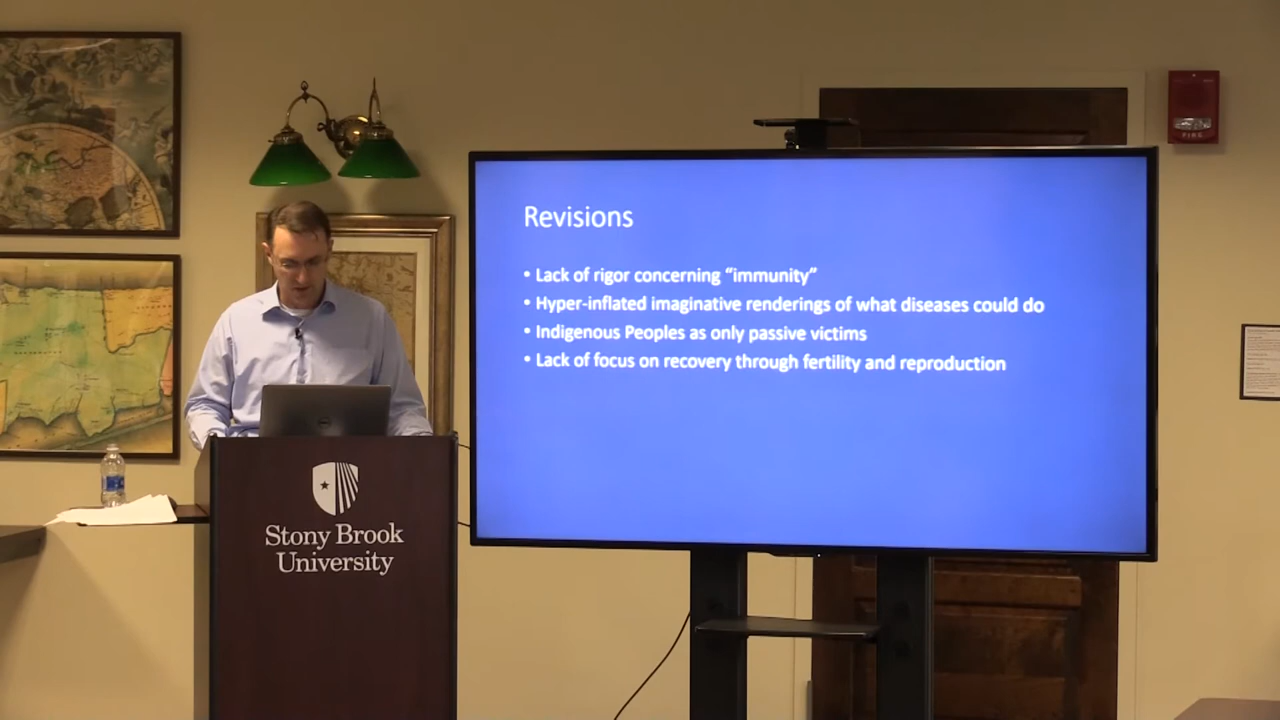 Revisions
• Lack of rigor concerning “immunity”
• Hyper-inflated imaginative renderings of what diseases could do
• Indigenous Peoples as only passive victims
• Lack of focus on recovery through fertility and reproduction
Stony Brook
University
FIRE